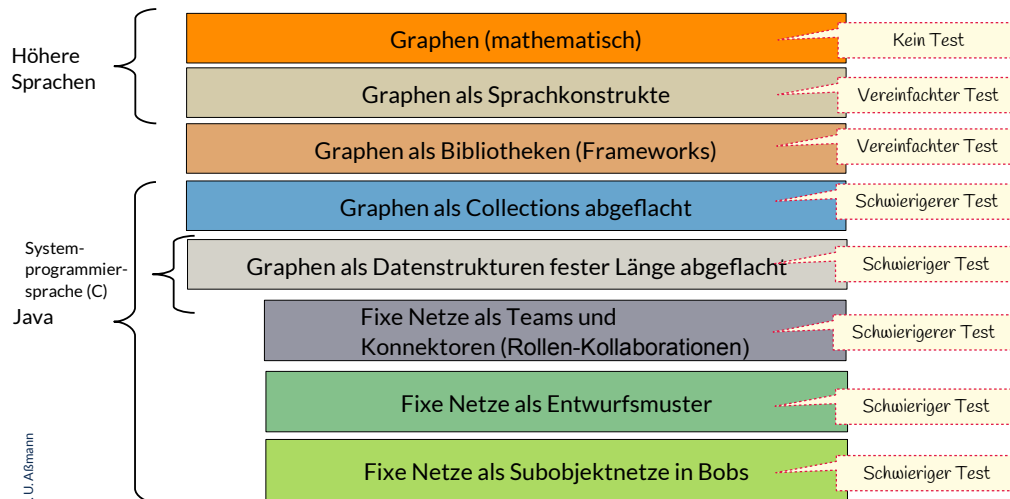 Höhere
Sprachen
Graphen (mathematisch)
Kein Test
Graphen als Sprachkonstrukte
Vereinfachter Test
Graphen als Bibliotheken (Frameworks)
Vereinfachter Test
Graphen als Collections abgeflacht
Schwierigerer Test
System-
programmier-
sprache (C)
Java
Graphen als Datenstrukturen fester Länge abgeflacht
Schwieriger Test
Fixe Netze als Teams und
Konnektoren (Rollen-Kollaborationen)
Schwierigerer Test
Fixe Netze als Entwurfsmuster
Schwieriger Test
Fixe Netze als Subobjektnetze in Bobs
Schwieriger Test
. U. Aßmann